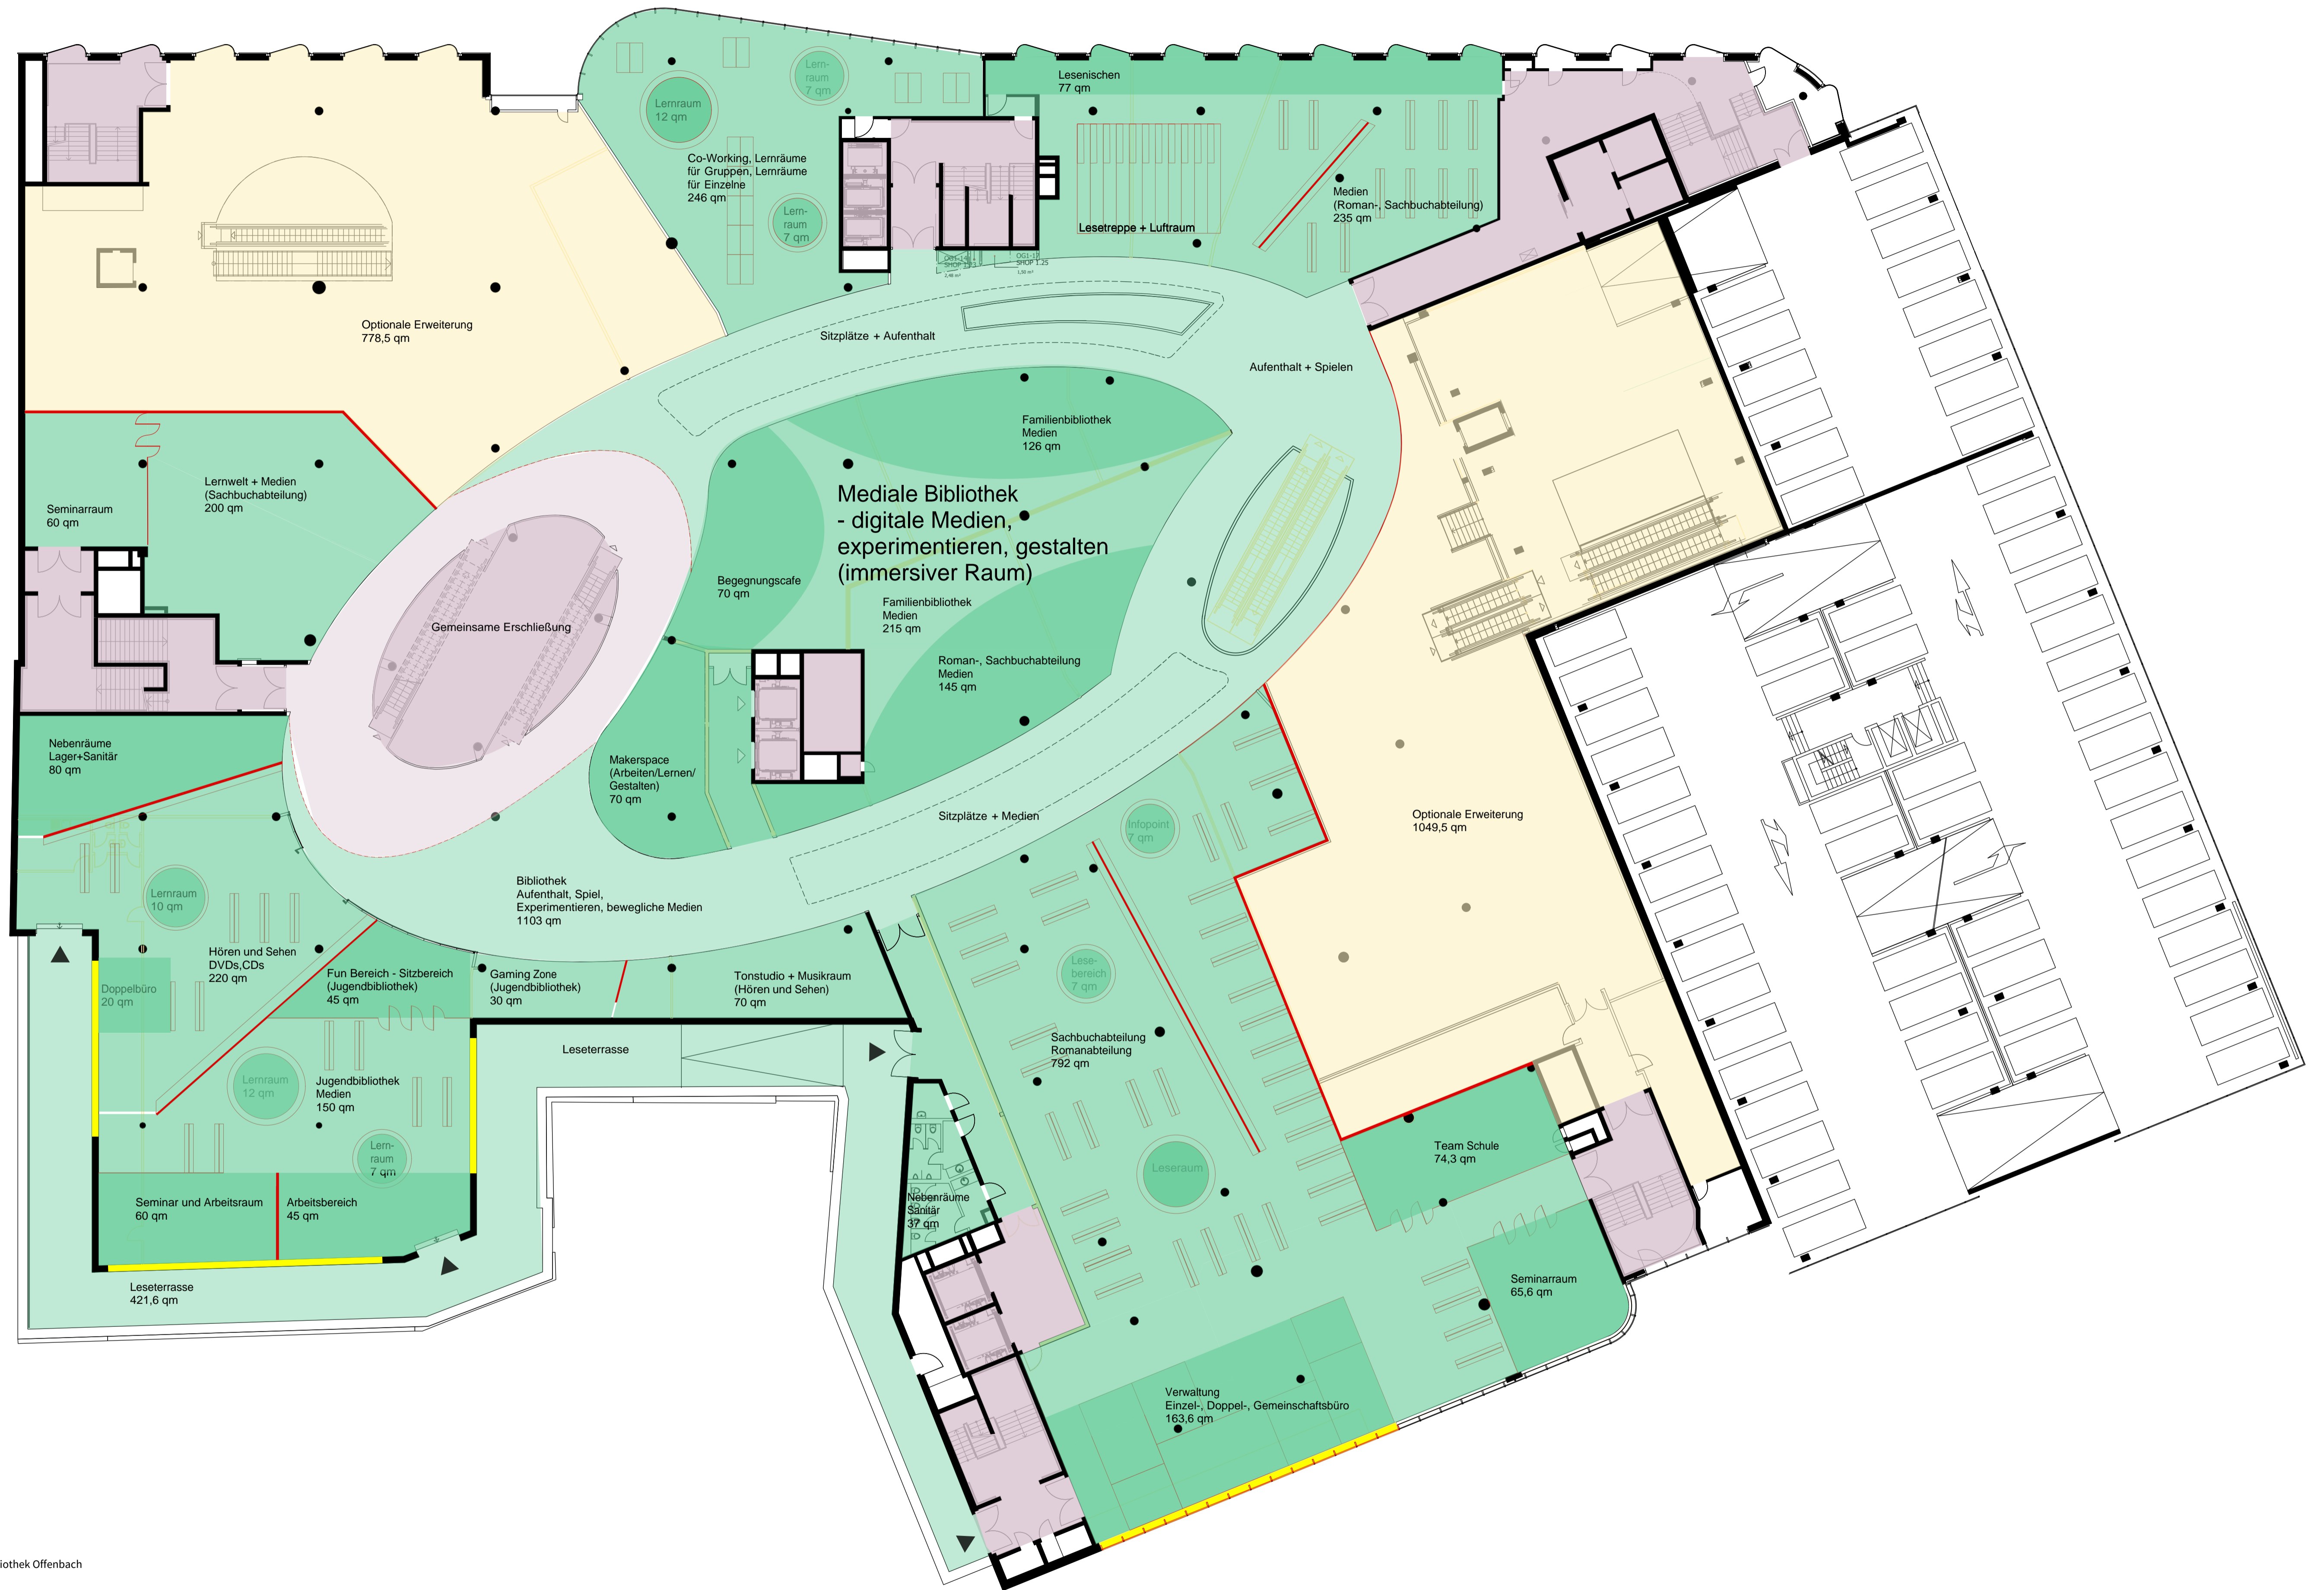 Lern-
raum
7 qm
Lernraum
12 qm
Lesenischen
77 qm
Co-Working, Lernräume
für Gruppen, Lernräume
für Einzelne
246 qm
Lern-
raum
7 qm
Medien
(Roman-, Sachbuchabteilung)
235 qm
Lesetreppe + Luftraum
SHOP 1.25
1,50 m²
2,48 m²
Optionale Erweiterung
778,5 qm
Sitzplätze + Aufenthalt
Aufenthalt + Spielen
Familienbibliothek
Medien
126 qm
Lernwelt + Medien
(Sachbuchabteilung)
200 qm
Seminarraum
60 qm
Mediale Bibliothek
- digitale Medien,
experimentieren, gestalten
(immersiver Raum)
Begegnungscafe
70 qm
Familienbibliothek
Medien
215 qm
Gemeinsame Erschließung
Roman-, Sachbuchabteilung
Medien
145 qm
Nebenräume
Lager+Sanitär
80 qm
Makerspace
(Arbeiten/Lernen/
Gestalten)
70 qm
Sitzplätze + Medien
Infopoint
7 qm
Optionale Erweiterung
1049,5 qm
Bibliothek
Aufenthalt, Spiel,
Experimentieren, bewegliche Medien
1103 qm
Lernraum
10 qm
Hören und Sehen
DVDs,CDs
220 qm
Doppelbüro
20 qm
Fun Bereich - Sitzbereich
(Jugendbibliothek)
45 qm
Gaming Zone
(Jugendbibliothek)
30 qm
Tonstudio + Musikraum
(Hören und Sehen)
70 qm
Lese-
bereich
7 qm
Leseterrasse
Sachbuchabteilung
Romanabteilung
792 qm
Lernraum
12 qm
Jugendbibliothek
Medien
150 qm
Lern-
raum
7 qm
Team Schule
74,3 qm
Leseraum
Seminar und Arbeitsraum
60 qm
Arbeitsbereich
45 qm
Nebenräume
Sanitär
37 qm
Leseterrasse
421,6 qm
Seminarraum
65,6 qm
Verwaltung
Einzel-, Doppel-, Gemeinschaftsbüro
163,6 qm
iothek Offenbach